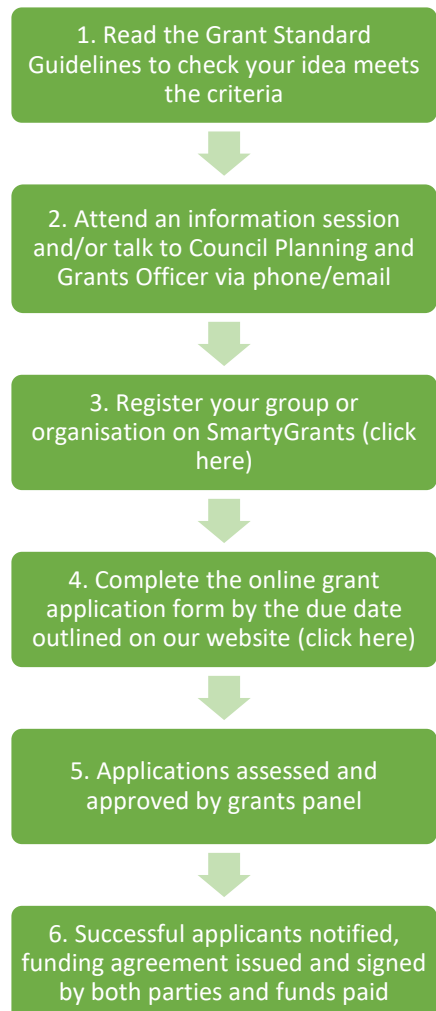 1. Read the Grant Standard
Guidelines to check your idea meets
the criteria
2. Attend an information session
and/or talk to Council Planning and
Grants Officer via phone/email
3. Register your group or
organisation on SmartyGrants (click
here)
4. Complete the online grant
application form by the due date
outlined on our website (click here)
5. Applications assessed and
approved by grants panel
6. Successful applicants notified,
funding agreement issued and signed
by both parties and funds paid